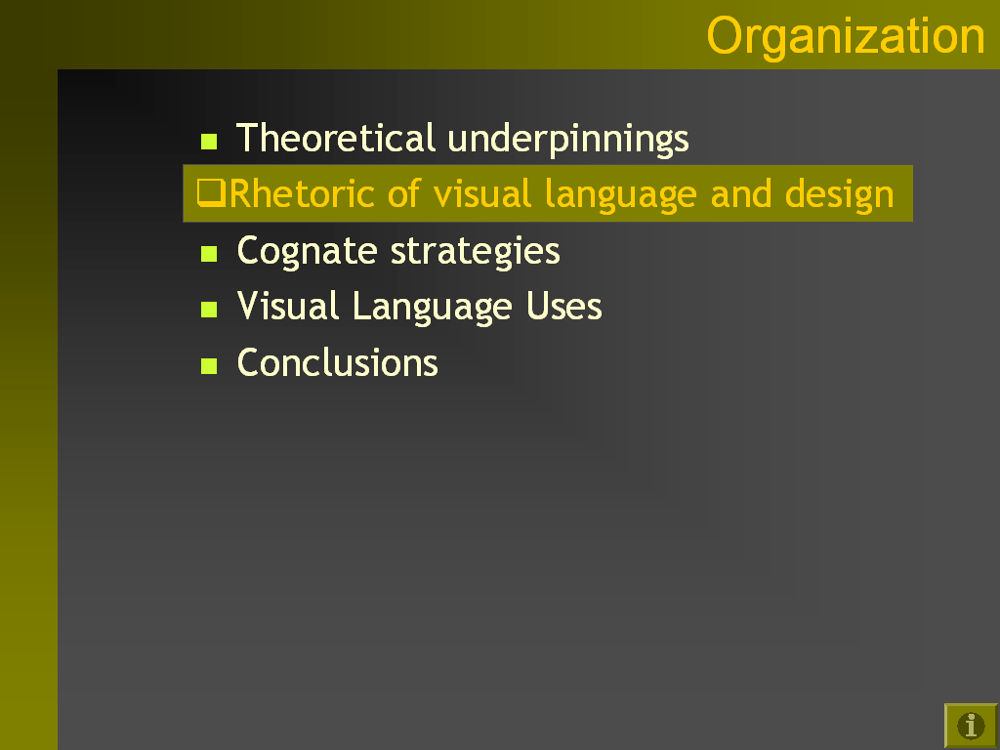 Organization
Theoretical underpinnings
Rhetoric of visual language and design
Cognate strategies
Visual Language Uses
Conclusions
i